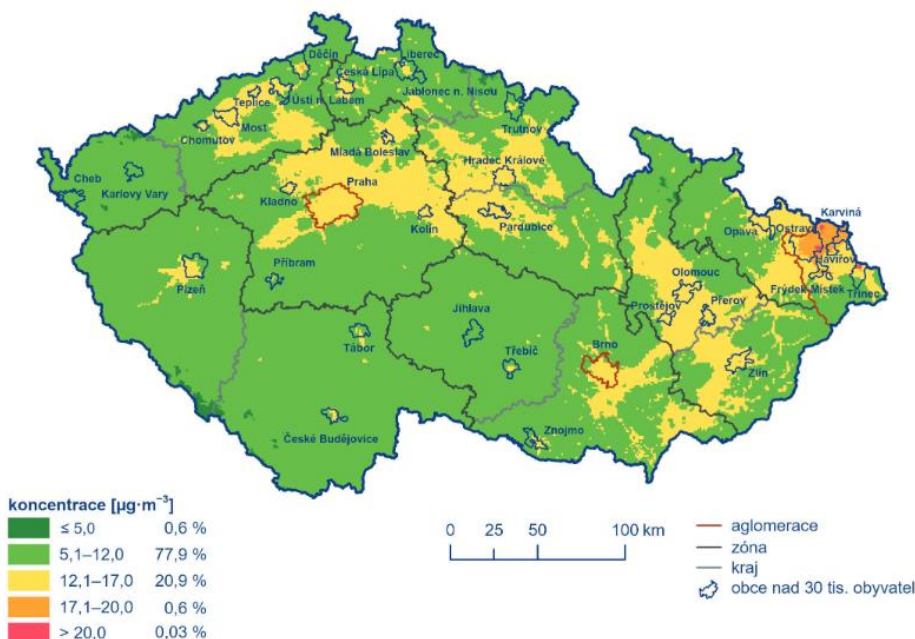 Děčín
Liberec
Česká Lípa
Jablonec n. Nisou
Teplice
Ústí n. Labem
Most
Chomutov
Trutnov
Mladá Boleslav
Hradec Králové
Cheb
Karlovy Vary
Praha
Kladno
Kolín
Pardubice
Karviná
Opava
Ostrava
Havířov
Příbram
Plzeň
Olomouc
Frýdek Místek
Třinec
Prostějov
Přerov
Jihlava
Tábor
Třebíč
Brno
Zlín
České Budějovice
Znojmo
koncentrace [µg·m⁻³]
≤ 5,0 0,6 %
5,1–12,0 77,9 %
12,1–17,0 20,9 %
17,1–20,0 0,6 %
> 20,0 0,03 %
0 25 50 100 km
aglomerace
zóna
kraj
obce nad 30 tis. obyvatel